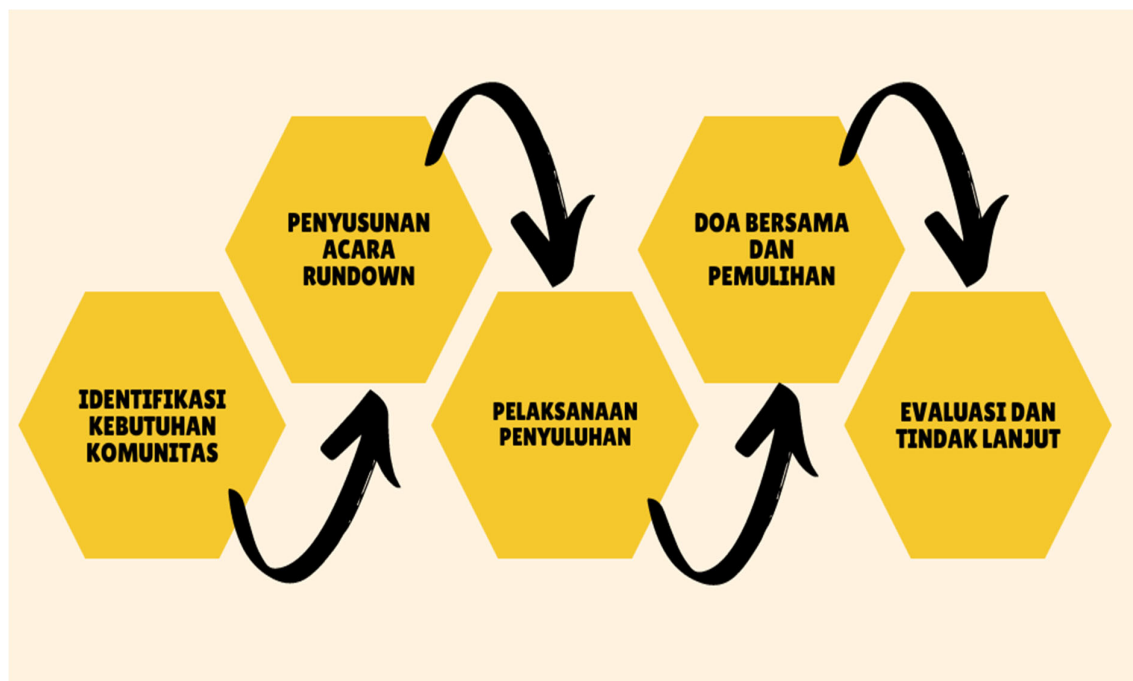 IDENTIFIKASI
KEBUTUHAN
KOMUNITAS
PENYUSUNAN
ACARA
RUNDOWN
PELAKSANAAN
PENYULUHAN
DOA BERSAMA
DAN
PEMULIHAN
EVALUASI DAN
TINDAK LANJUT